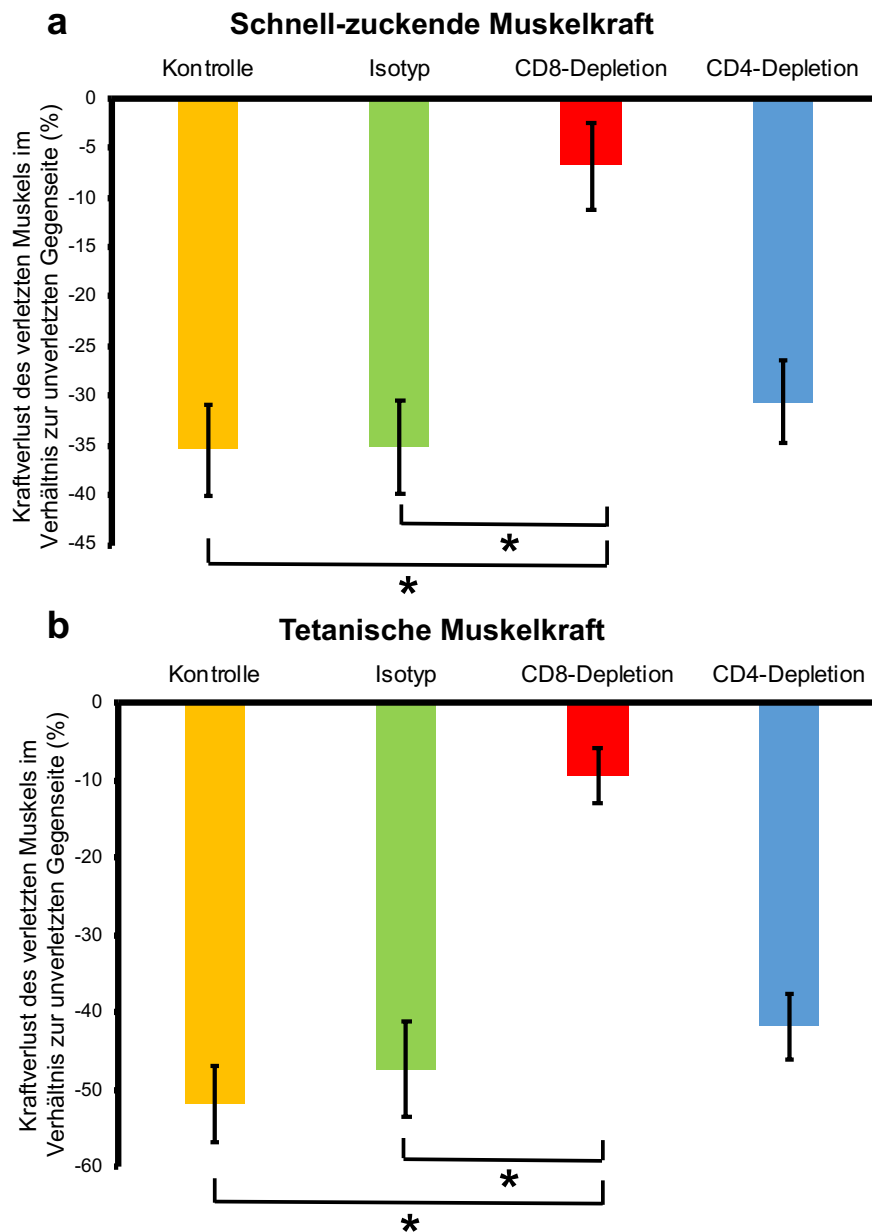 a
Schnell-zuckende Muskelkraft
Kontrolle Isotyp CD8-Depletion CD4-Depletion
Kraftverlust des verletzten Muskels im
Verhältnis zur unverletzten Gegenseite (%)
0
-5
-10
-15
-20
-25
-30
-35
-40
-45
*
*
b
Tetanische Muskelkraft
Kontrolle Isotyp CD8-Depletion CD4-Depletion
Kraftverlust des verletzten Muskels im
Verhältnis zur unverletzten Gegenseite (%)
0
-10
-20
-30
-40
-50
-60
*
*